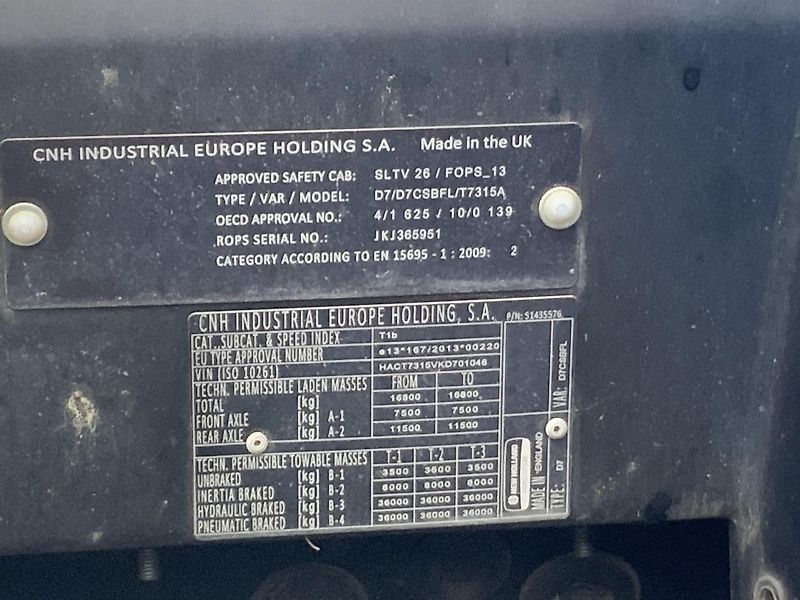 CNH INDUSTRIAL EUROPE HOLDING S.A. Made in the UK
APPROVED SAFETY CAB: SLTV 26 / FOPS_13
TYPE / VAR / MODEL: D7/D7CSBFL/T7315A
OECD APPROVAL NO.: 4/1 625 / 10/0 139
ROPS SERIAL NO.: JKJ365951
CATEGORY ACCORDING TO EN 15695 - 1 : 2009: 2
CNH INDUSTRIAL EUROPE HOLDING, S.A. P/N: 51435576
CAT., SUBCAT. & SPEED INDEX T1b
EU TYPE APPROVAL NUMBER e13*167/2013*00220
VIN (ISO 10261) HACT7315VKD701046
TECHN. PERMISSIBLE LADEN MASSES FROM TO
TOTAL [kg] 16800 16800
FRONT AXLE [kg] A-1 7500 7500
REAR AXLE [kg] A-2 11500 11500
TECHN. PERMISSIBLE TOWABLE MASSES T-1 T-2 T-3
UNBRAKED [kg] B-1 3500 3500 3500
INERTIA BRAKED [kg] B-2 8000 8000 8000
HYDRAULIC BRAKED [kg] B-3 36000 36000 36000
PNEUMATIC BRAKED [kg] B-4 36000 36000 36000
NEW HOLLAND
MADE IN ENGLAND
TYPE: D7
VAR: D7CSBFL